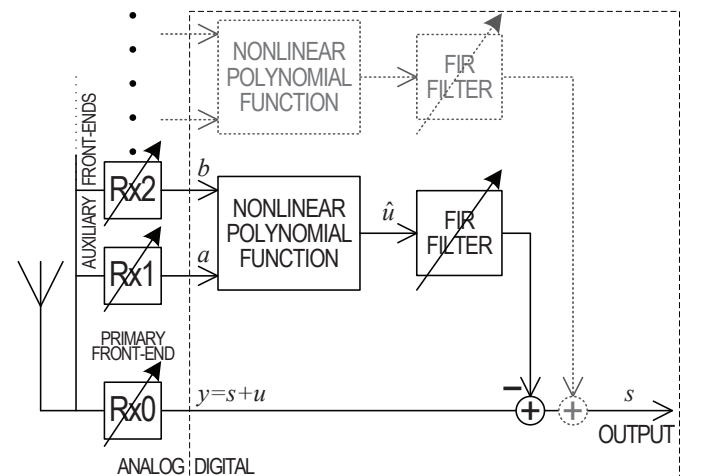 NONLINEAR
POLYNOMIAL
FUNCTION
FIR
FILTER
AUXILIARY FRONT-ENDS
Rx2
b
NONLINEAR
POLYNOMIAL
FUNCTION
û
FIR
FILTER
Rx1
a
PRIMARY
FRONT-END
Rx0
y=s+u
−
+
+
s
OUTPUT
ANALOG DIGITAL